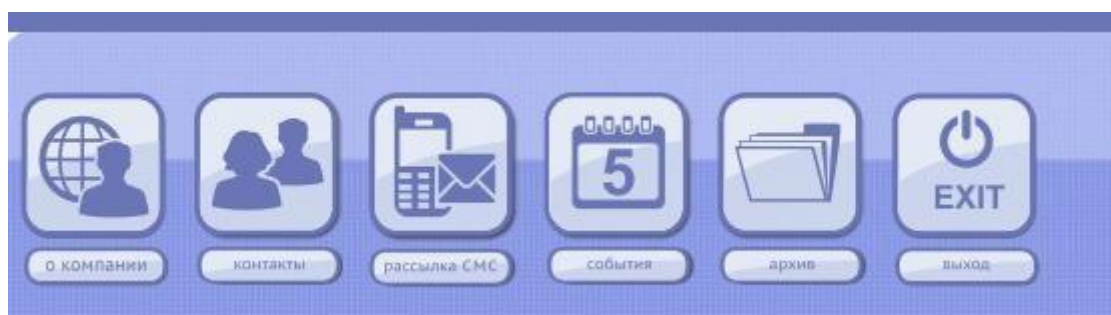 5
EXIT
о компании
контакты
рассылка СМС
события
архив
выход